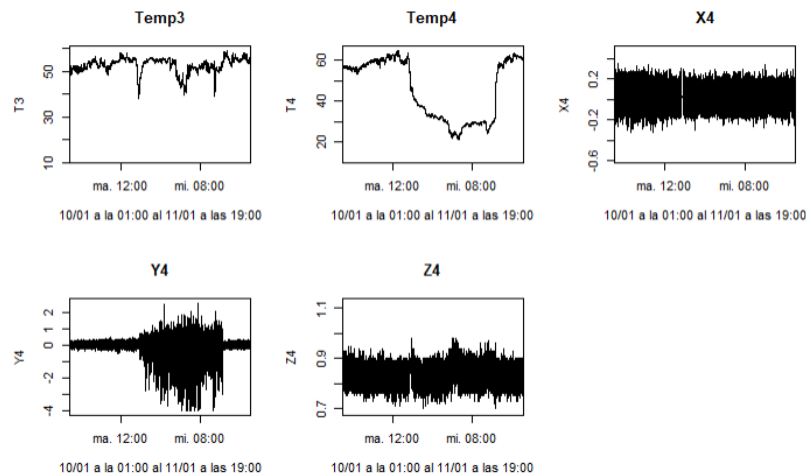 Temp3
T3
10
30
50
ma. 12:00
mi. 08:00
10/01 a la 01:00 al 11/01 a las 19:00
Temp4
T4
20
40
60
ma. 12:00
mi. 08:00
10/01 a la 01:00 al 11/01 a las 19:00
X4
X4
-0.6
-0.2
0.2
ma. 12:00
mi. 08:00
10/01 a la 01:00 al 11/01 a las 19:00
Y4
Y4
-4
-2
0
1
2
ma. 12:00
mi. 08:00
10/01 a la 01:00 al 11/01 a las 19:00
Z4
Z4
0.7
0.9
1.1
ma. 12:00
mi. 08:00
10/01 a la 01:00 al 11/01 a las 19:00